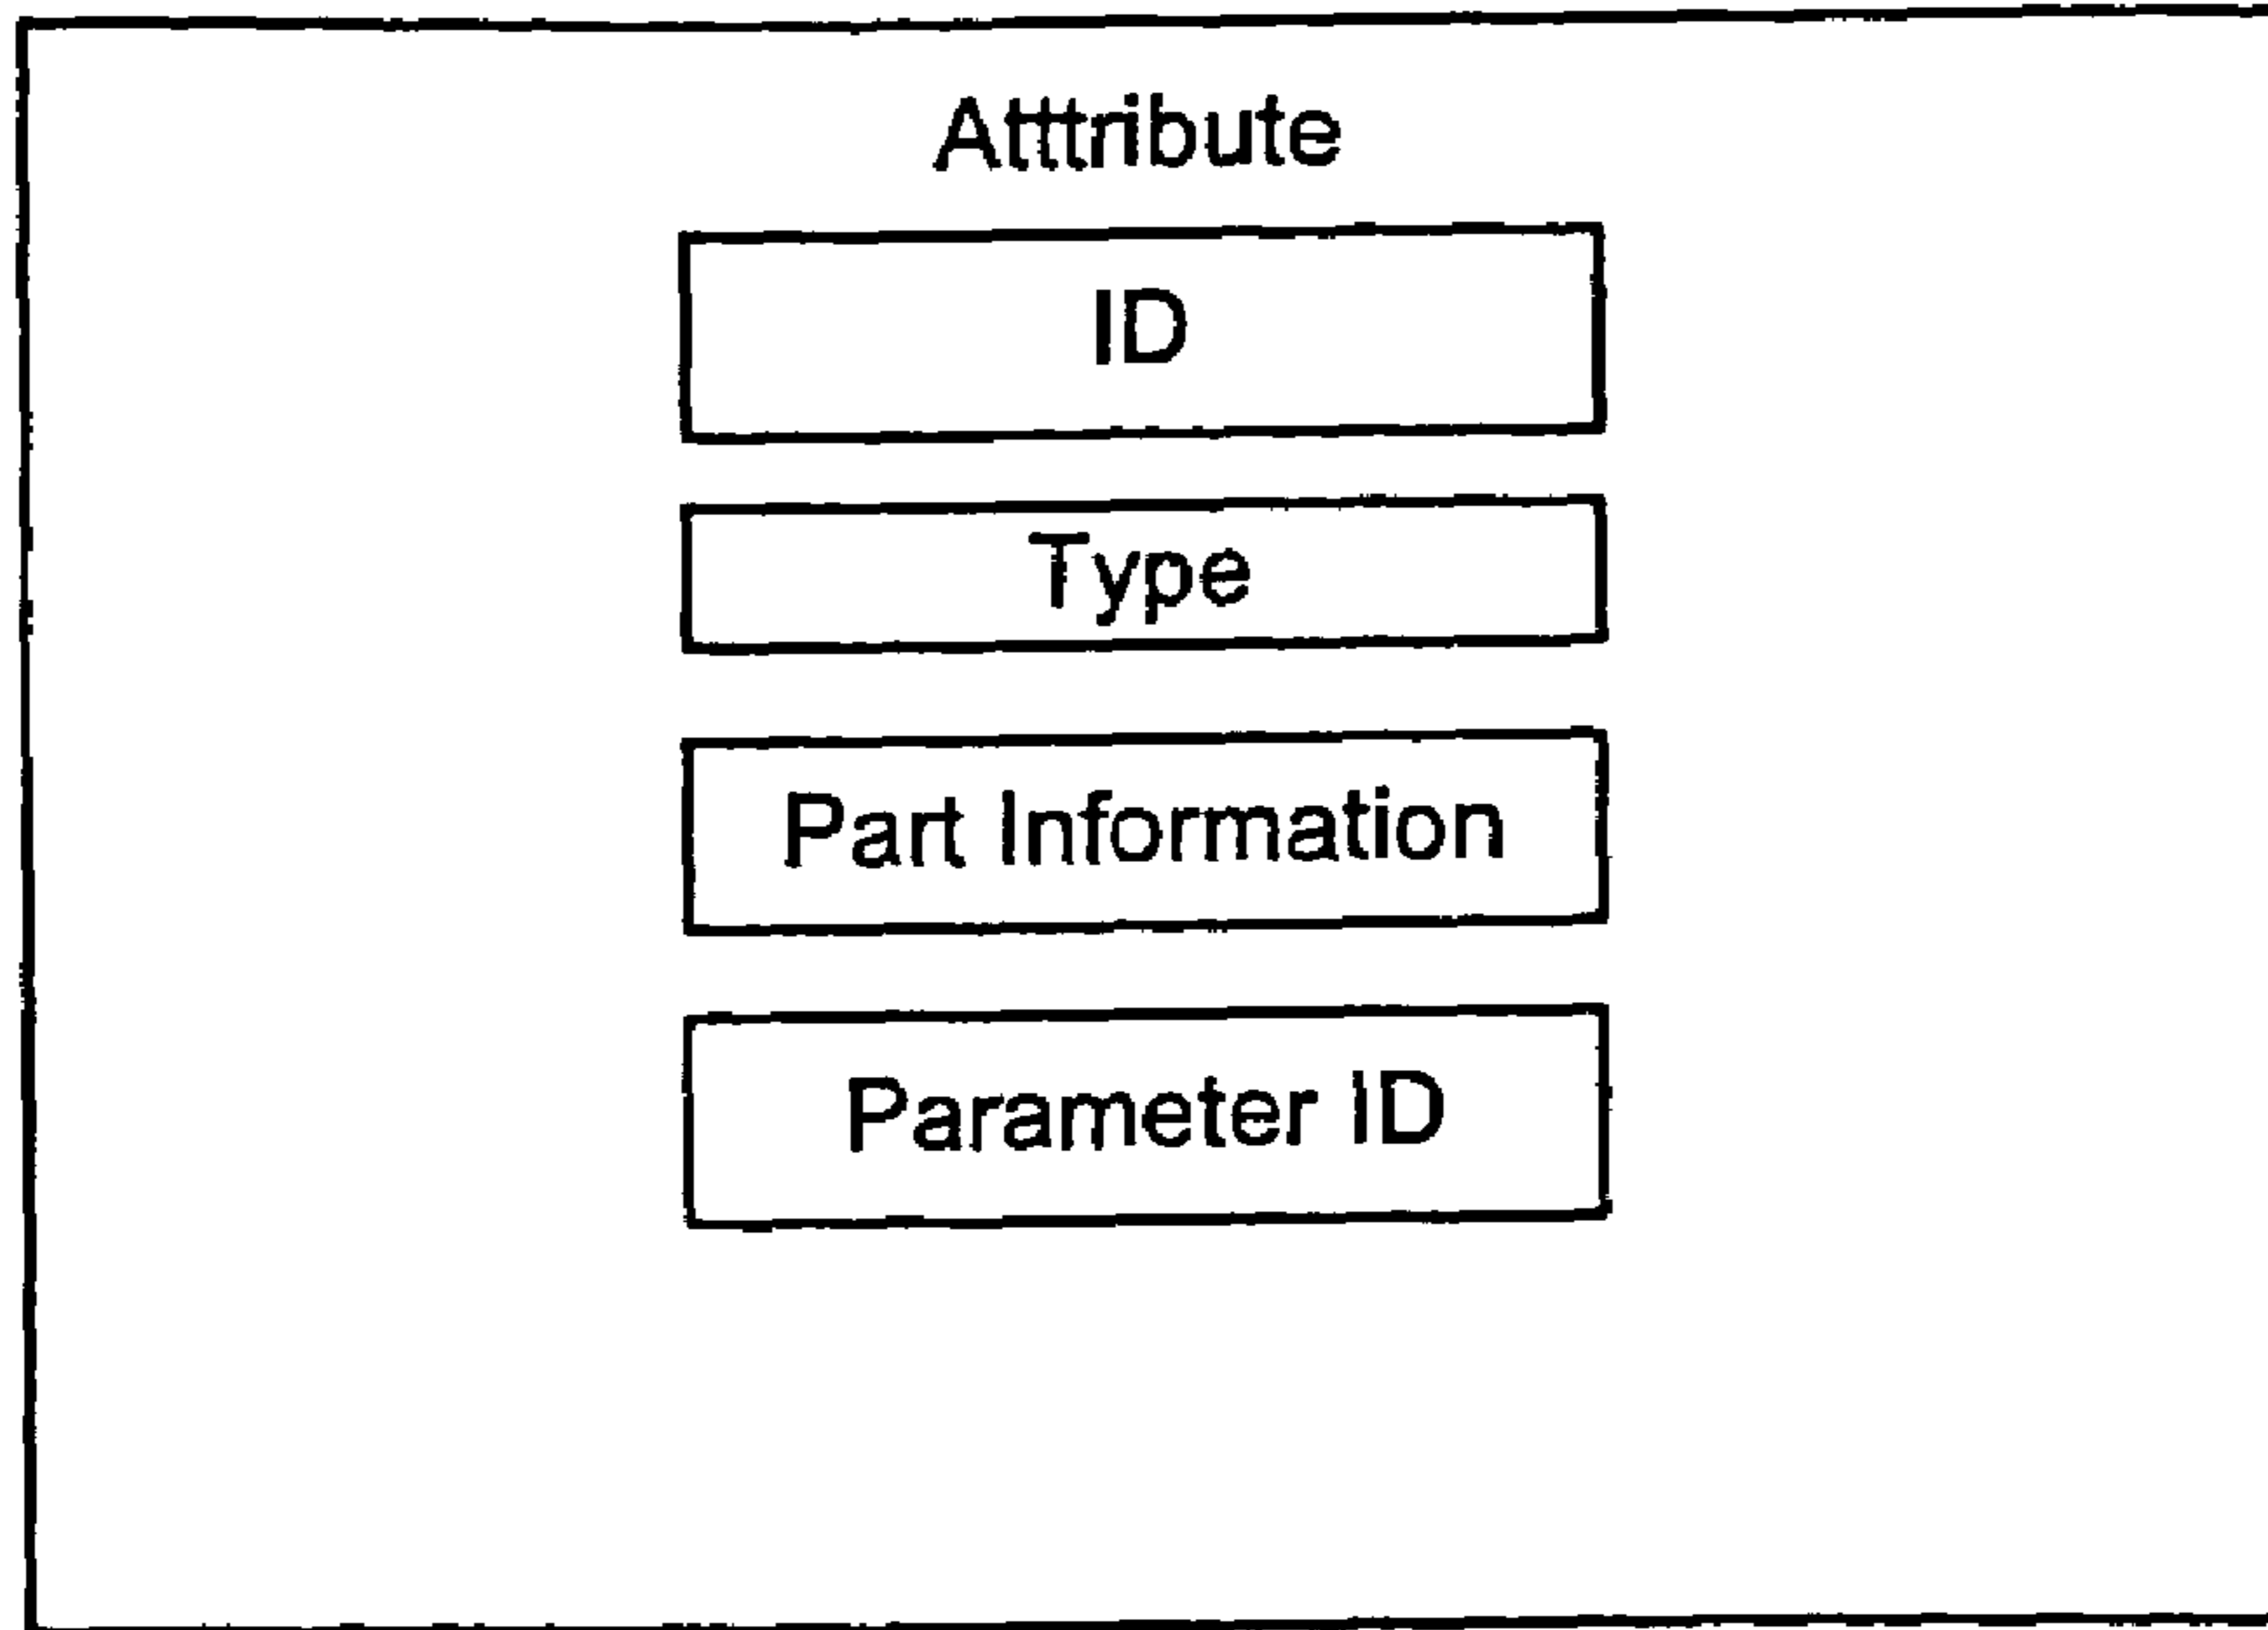 Atttribute
ID
Type
Part Information
Parameter ID